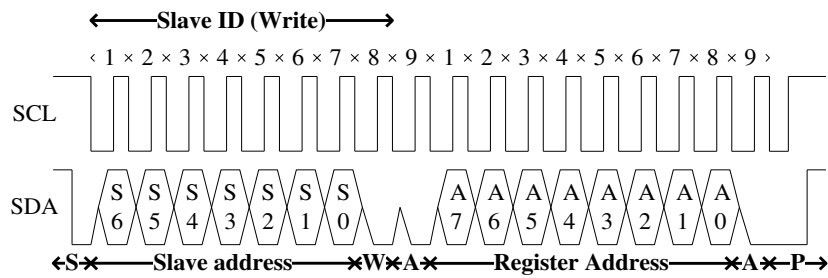 Slave ID (Write)
‹ 1 × 2 × 3 × 4 × 5 × 6 × 7 × 8 × 9 × 1 × 2 × 3 × 4 × 5 × 6 × 7 × 8 × 9 ›
SCL
SDA
S6 S5 S4 S3 S2 S1 S0 A7 A6 A5 A4 A3 A2 A1 A0
S Slave address W A Register Address A P